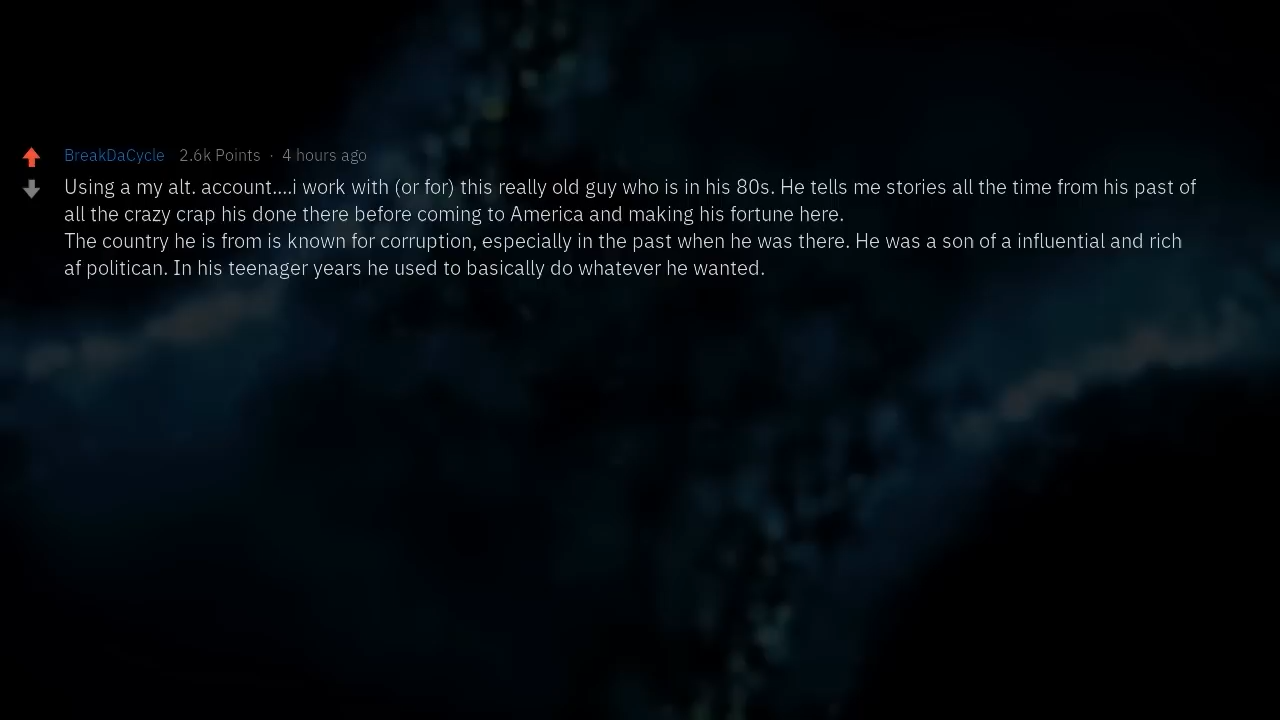 BreakDaCycle 2.6k Points · 4 hours ago
Using a my alt. account....i work with (or for) this really old guy who is in his 80s. He tells me stories all the time from his past of
all the crazy crap his done there before coming to America and making his fortune here.
The country he is from is known for corruption, especially in the past when he was there. He was a son of a influential and rich
af politican. In his teenager years he used to basically do whatever he wanted.